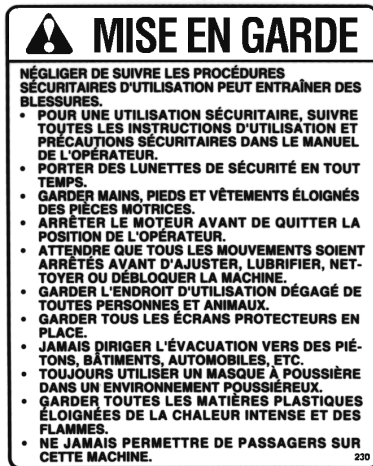 MISE EN GARDE
NÉGLIGER DE SUIVRE LES PROCÉDURES
SÉCURITAIRES D'UTILISATION PEUT ENTRAÎNER DES
BLESSURES.
• POUR UNE UTILISATION SÉCURITAIRE, SUIVRE
TOUTES LES INSTRUCTIONS D'UTILISATION ET
PRÉCAUTIONS SÉCURITAIRES DANS LE MANUEL
DE L'OPÉRATEUR.
• PORTER DES LUNETTES DE SÉCURITÉ EN TOUT
TEMPS.
• GARDER MAINS, PIEDS ET VÊTEMENTS ÉLOIGNÉS
DES PIÈCES MOTRICES.
• ARRÊTER LE MOTEUR AVANT DE QUITTER LA
POSITION DE L'OPÉRATEUR.
• ATTENDRE QUE TOUS LES MOUVEMENTS SOIENT
ARRÊTÉS AVANT D'AJUSTER, LUBRIFIER, NET-
TOYER OU DÉBLOQUER LA MACHINE.
• GARDER L'ENDROIT D'UTILISATION DÉGAGÉ DE
TOUTES PERSONNES ET ANIMAUX.
• GARDER TOUS LES ÉCRANS PROTECTEURS EN
PLACE.
• JAMAIS DIRIGER L'ÉVACUATION VERS DES PIÉ-
TONS, BÂTIMENTS, AUTOMOBILES, ETC.
• TOUJOURS UTILISER UN MASQUE À POUSSIÈRE
DANS UN ENVIRONNEMENT POUSSIÉREUX.
• GARDER TOUTES LES MATIÈRES PLASTIQUES
ÉLOIGNÉES DE LA CHALEUR INTENSE ET DES
FLAMMES.
• NE JAMAIS PERMETTRE DE PASSAGERS SUR
CETTE MACHINE. 230